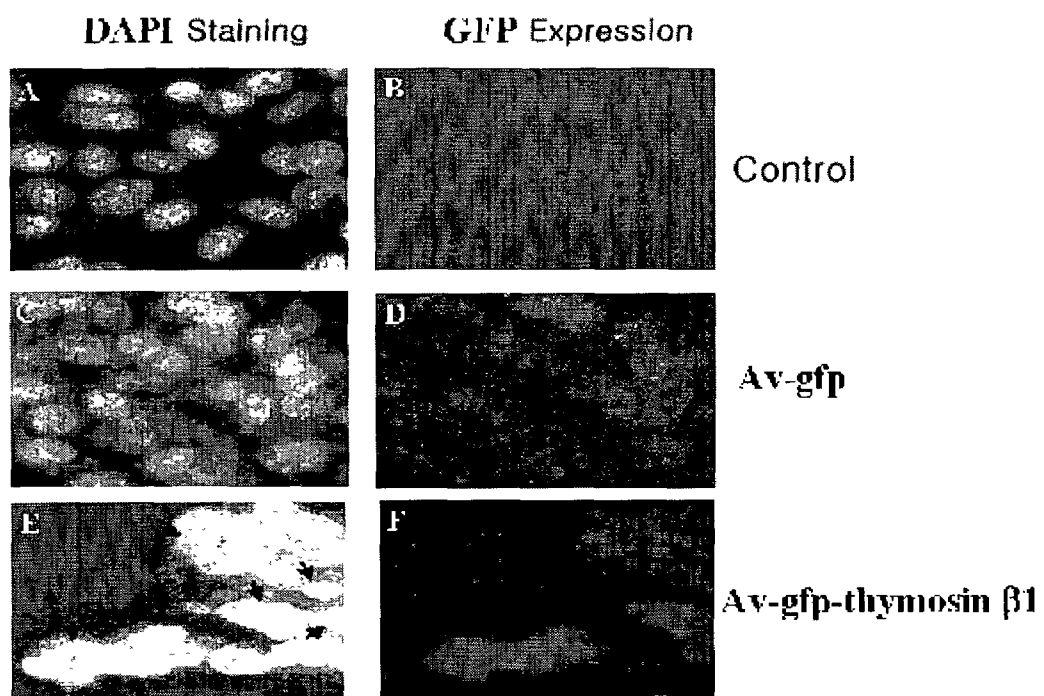 DAPI Staining GFP Expression
A B
Control
C D
Av-gfp
E F
Av-gfp-thymosin β1